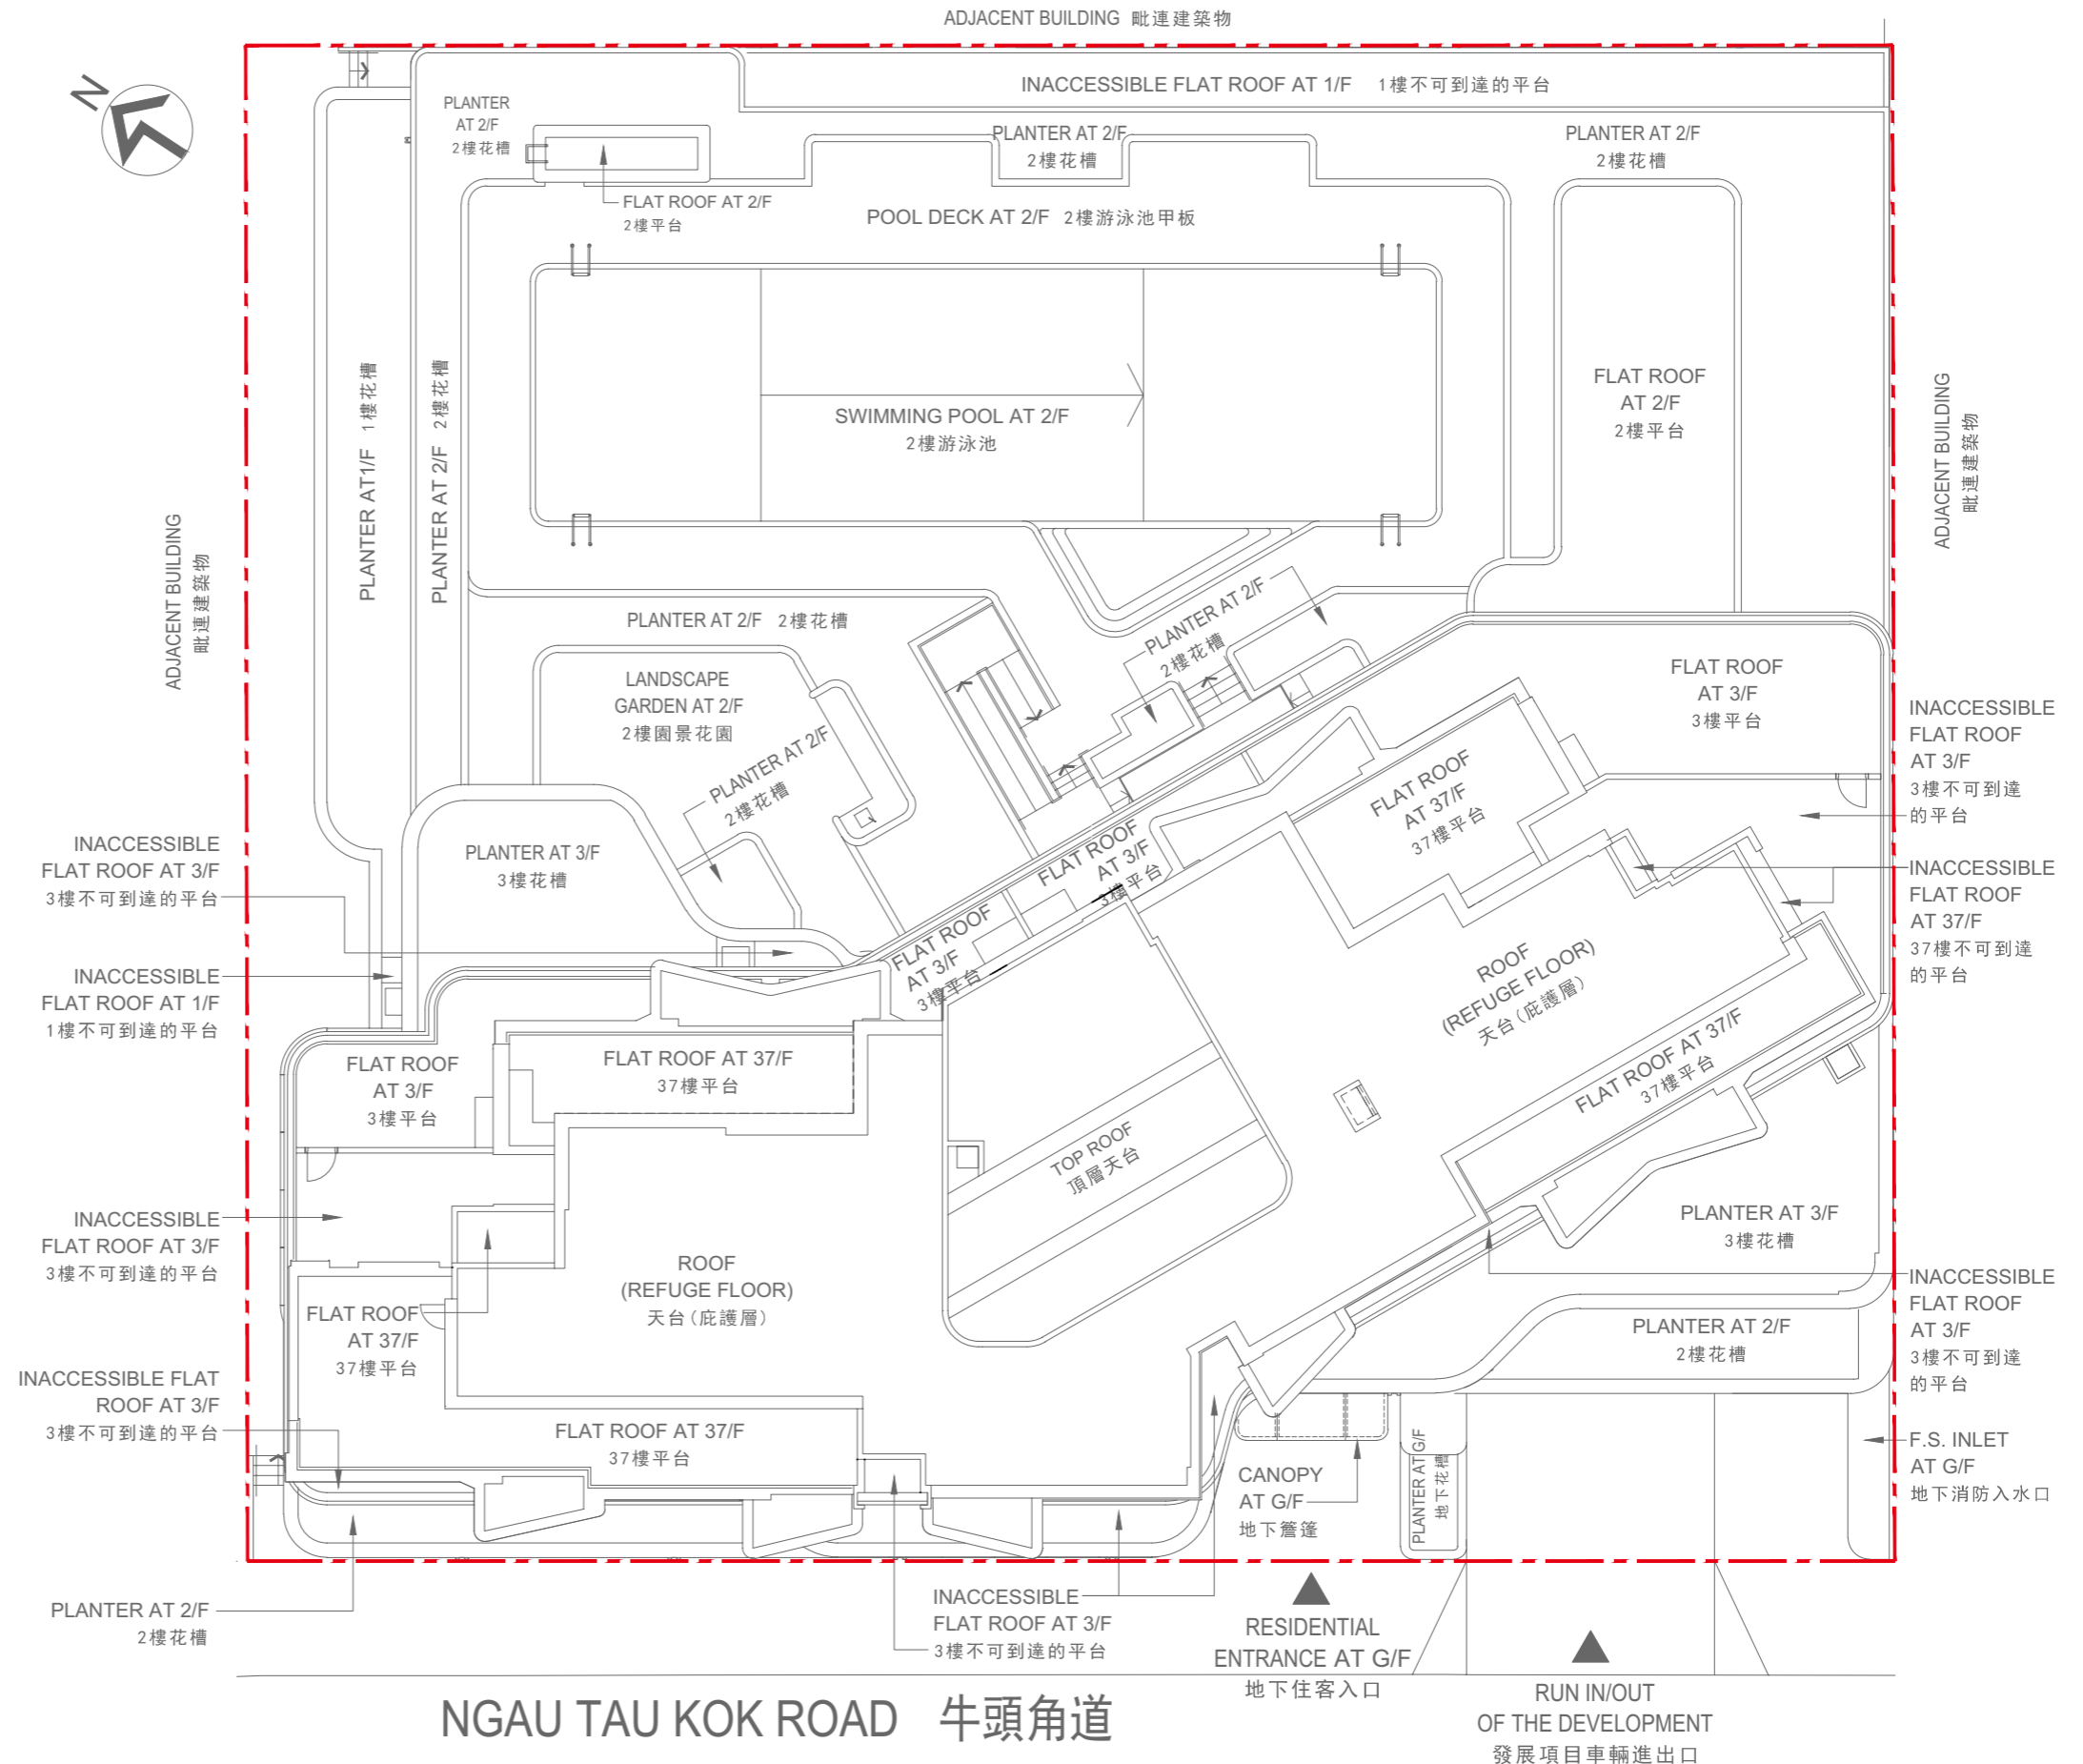 ADJACENT BUILDING 毗連建築物
N
INACCESSIBLE FLAT ROOF AT 1/F 1樓不可到達的平台
PLANTER
AT 2/F
2樓花槽
PLANTER AT 2/F
2樓花槽
PLANTER AT 2/F
2樓花槽
FLAT ROOF AT 2/F
2樓平台
POOL DECK AT 2/F 2樓游泳池甲板
PLANTER AT1/F 1樓花槽
PLANTER AT 2/F 2樓花槽
SWIMMING POOL AT 2/F
2樓游泳池
FLAT ROOF
AT 2/F
2樓平台
ADJACENT BUILDING
毗連建築物
ADJACENT BUILDING
毗連建築物
PLANTER AT 2/F 2樓花槽
PLANTER AT 2/F
2樓花槽
LANDSCAPE
GARDEN AT 2/F
2樓園景花園
PLANTER AT 2/F
2樓花槽
FLAT ROOF
AT 3/F
3樓平台
INACCESSIBLE
FLAT ROOF
AT 3/F
3樓不可到達
的平台
FLAT ROOF
AT 37/F
37樓平台
INACCESSIBLE
FLAT ROOF AT 3/F
3樓不可到達的平台
PLANTER AT 3/F
3樓花槽
FLAT ROOF
AT 3/F
3樓平台
INACCESSIBLE
FLAT ROOF
AT 37/F
37樓不可到達
的平台
FLAT ROOF
AT 3/F
3樓平台
ROOF
(REFUGE FLOOR)
天台(庇護層)
INACCESSIBLE
FLAT ROOF AT 1/F
1樓不可到達的平台
FLAT ROOF
AT 3/F
3樓平台
FLAT ROOF AT 37/F
37樓平台
FLAT ROOF AT 37/F
37樓平台
TOP ROOF
頂層天台
INACCESSIBLE
FLAT ROOF AT 3/F
3樓不可到達的平台
PLANTER AT 3/F
3樓花槽
ROOF
(REFUGE FLOOR)
天台(庇護層)
FLAT ROOF
AT 37/F
37樓平台
INACCESSIBLE
FLAT ROOF
AT 3/F
3樓不可到達
的平台
PLANTER AT 2/F
2樓花槽
INACCESSIBLE FLAT
ROOF AT 3/F
3樓不可到達的平台
FLAT ROOF AT 37/F
37樓平台
CANOPY
AT G/F
地下簷篷
PLANTER AT G/F
地下花槽
F.S. INLET
AT G/F
地下消防入水口
PLANTER AT 2/F
2樓花槽
INACCESSIBLE
FLAT ROOF AT 3/F
3樓不可到達的平台
RESIDENTIAL
ENTRANCE AT G/F
地下住客入口
NGAU TAU KOK ROAD 牛頭角道
RUN IN/OUT
OF THE DEVELOPMENT
發展項目車輛進出口